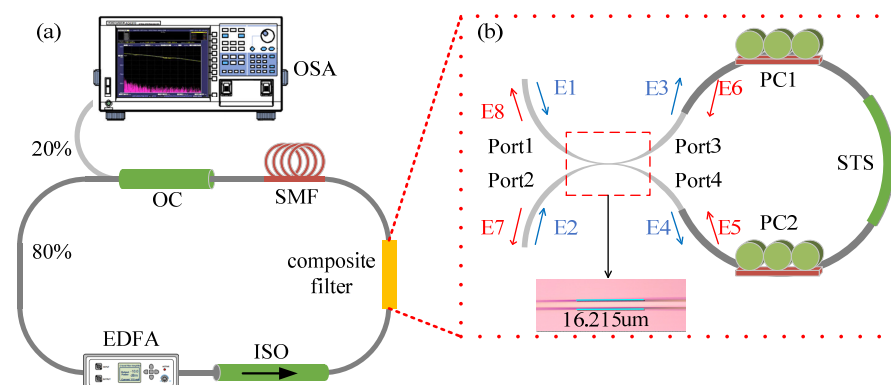 (a)
OSA
20%
OC
SMF
80%
composite
filter
EDFA
ISO
(b)
E1
E8
E3
E6
PC1
Port1
Port3
Port2
Port4
STS
E7
E2
E4
E5
PC2
16.215um